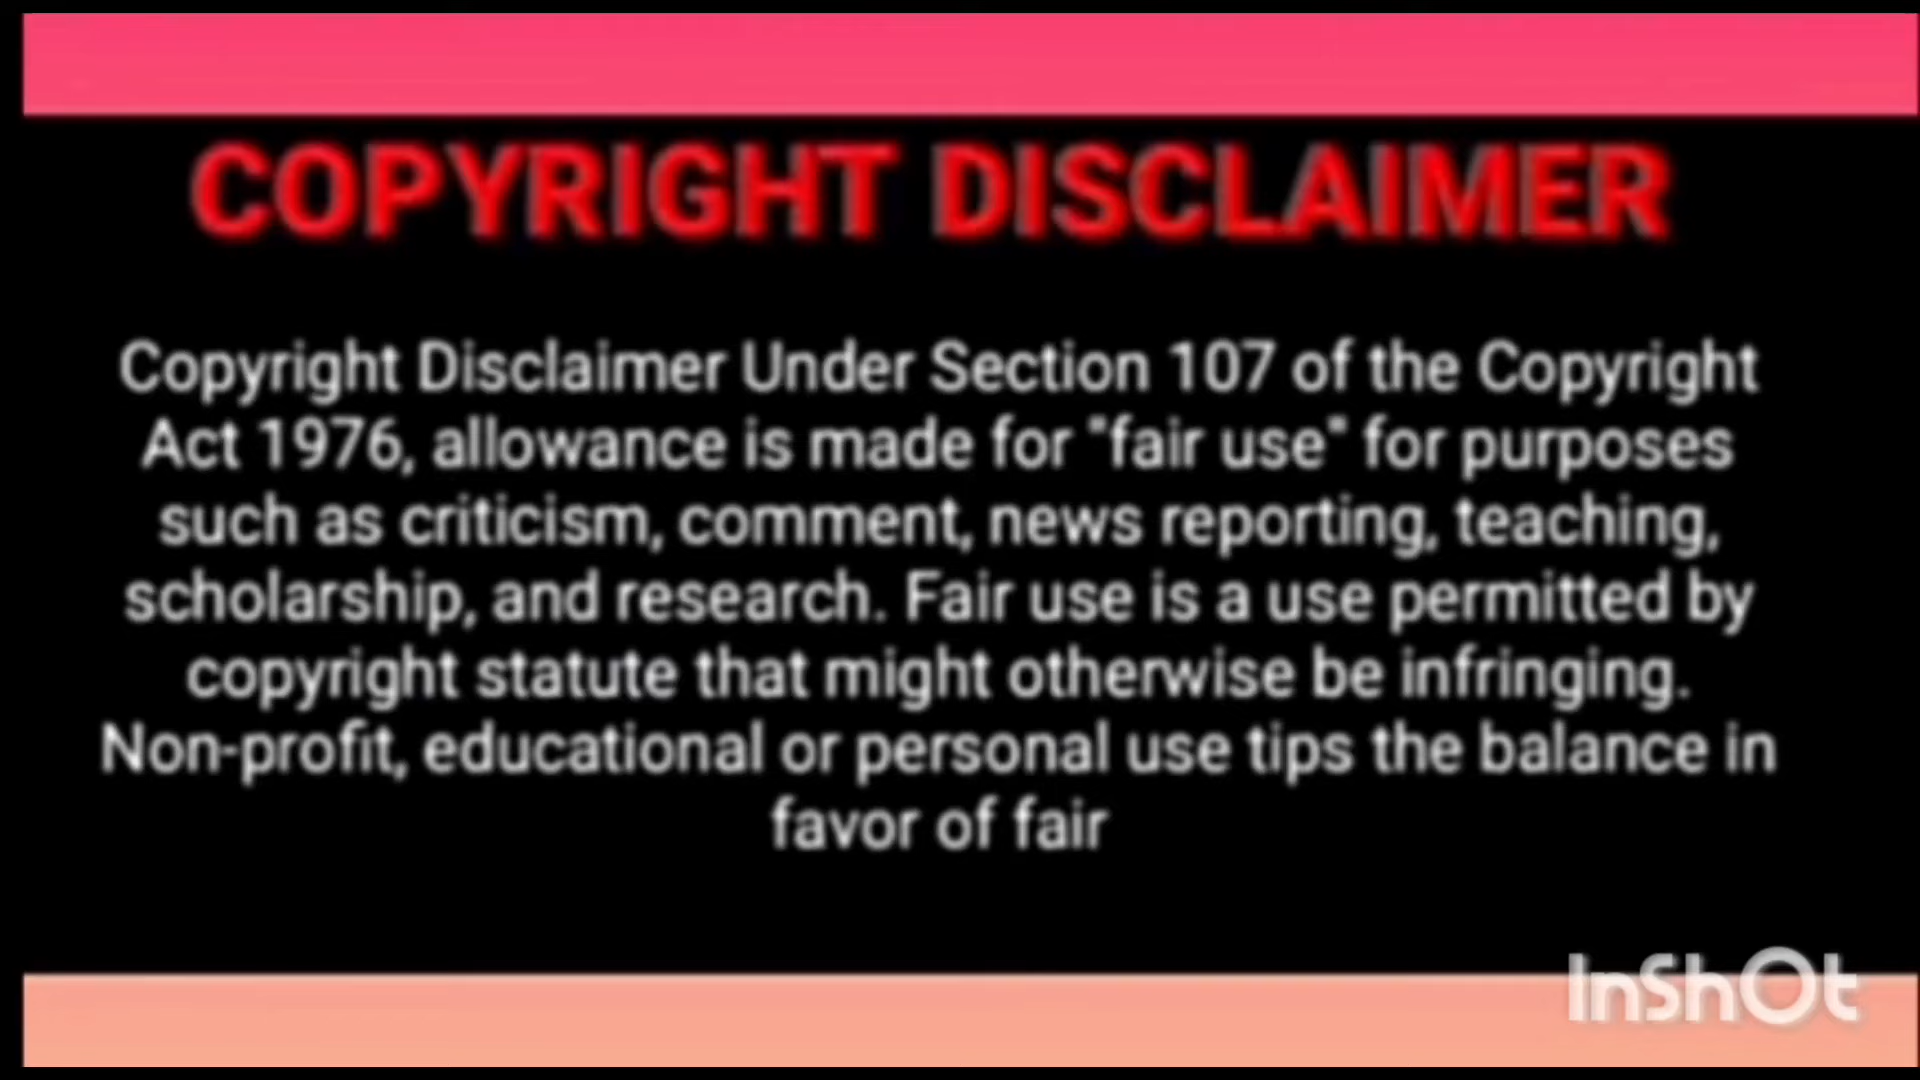 COPYRIGHT DISCLAIMER
Copyright Disclaimer Under Section 107 of the Copyright
Act 1976, allowance is made for "fair use" for purposes
such as criticism, comment, news reporting, teaching,
scholarship, and research. Fair use is a use permitted by
copyright statute that might otherwise be infringing.
Non-profit, educational or personal use tips the balance in
favor of fair
InShOt